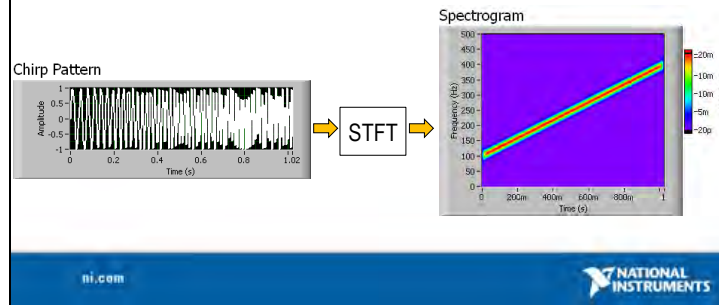 Spectrogram
Chirp Pattern
Amplitude
1
0.5
0
-0.5
-1
0
0.2
0.4
0.6
0.8
1.02
Time (s)
STFT
Frequency (Hz)
500
450
400
350
300
250
200
150
100
50
0
0
200m
400m
600m
800m
1
Time (s)
20m
10m
10m
5m
20p
ni.com
NATIONAL
INSTRUMENTS